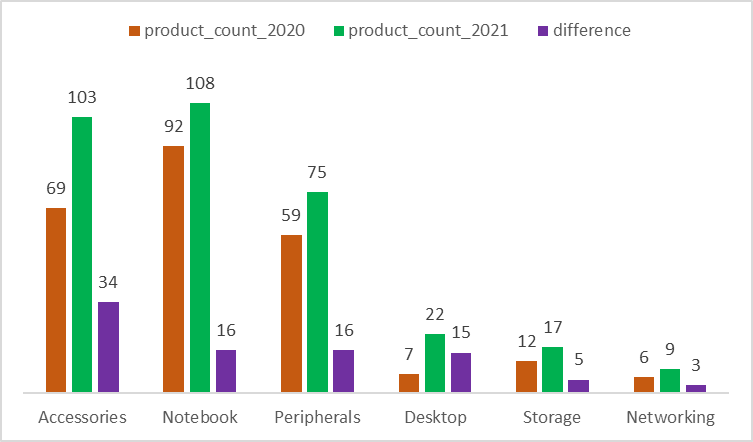 product_count_2020 product_count_2021 difference
69 103 34 92 108 16 59 75 16 7 22 15 12 17 5 6 9 3
Accessories Notebook Peripherals Desktop Storage Networking